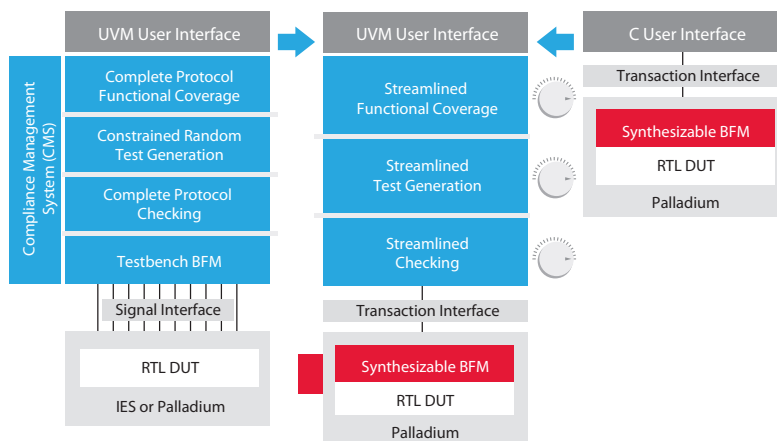 UVM User Interface
Compliance Management
System (CMS)
Complete Protocol
Functional Coverage
Constrained Random
Test Generation
Complete Protocol
Checking
Testbench BFM
Signal Interface
RTL DUT
IES or Palladium
UVM User Interface
Streamlined
Functional Coverage
Streamlined
Test Generation
Streamlined
Checking
Transaction Interface
Synthesizable BFM
RTL DUT
Palladium
C User Interface
Transaction Interface
Synthesizable BFM
RTL DUT
Palladium